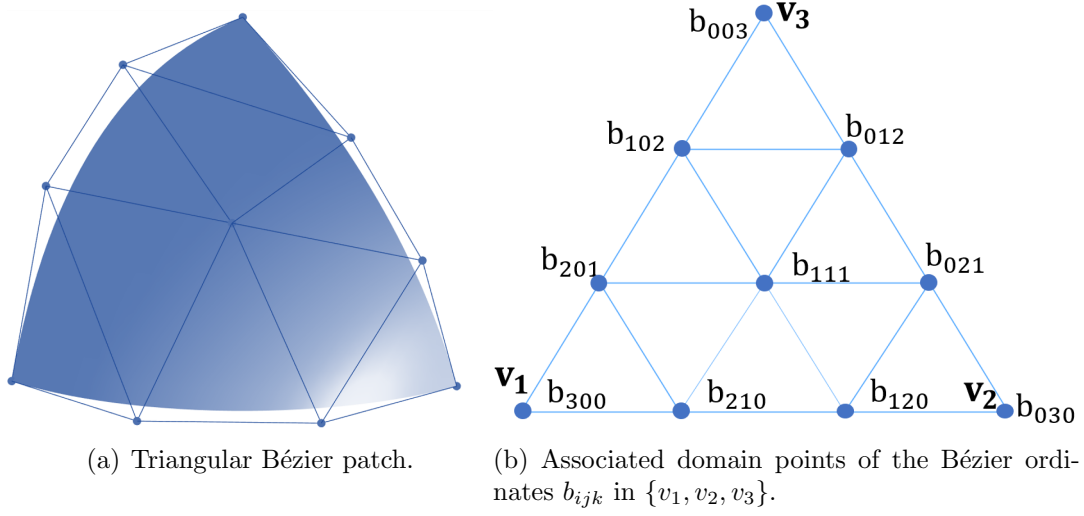 v₃
b₀₀₃
b₁₀₂
b₀₁₂
b₂₀₁
b₁₁₁
b₀₂₁
v₁
b₃₀₀
b₂₁₀
b₁₂₀
v₂
b₀₃₀
(a) Triangular Bézier patch.
(b) Associated domain points of the Bézier ordi-
nates bᵢⱼₖ in {v₁, v₂, v₃}.